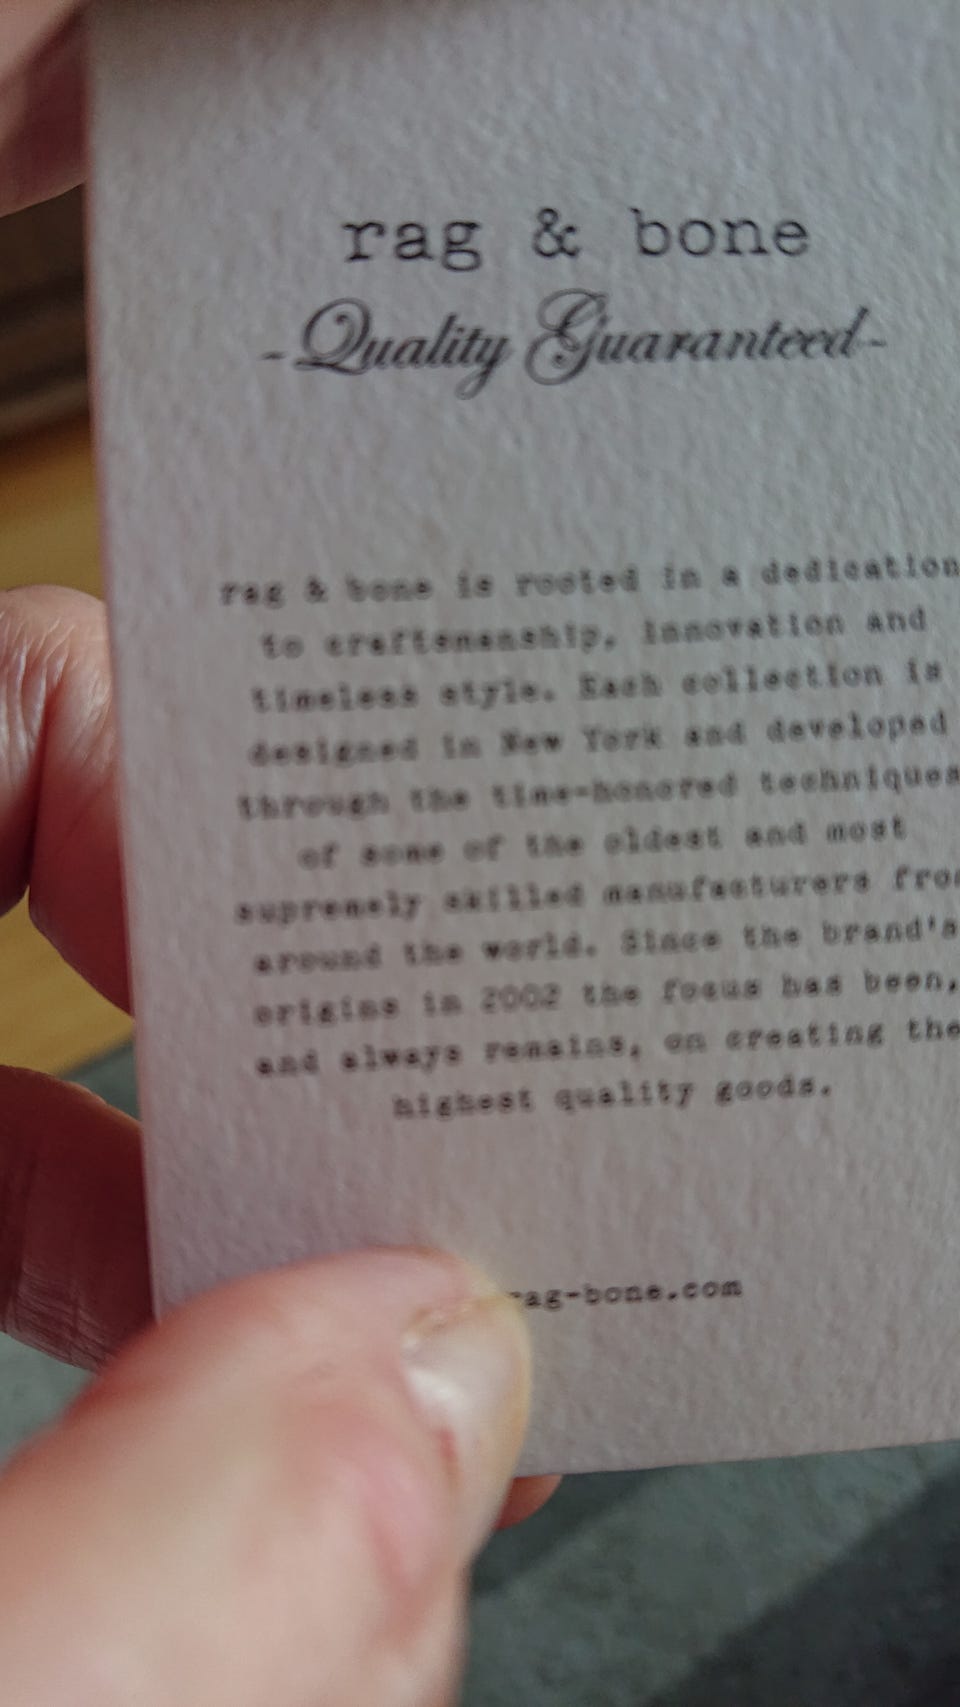 rag & bone
-Quality Guaranteed-
rag & bone is rooted in a dedication
to craftsmanship, innovation and
timeless style. Each collection is
designed in New York and developed
through the time-honored techniques
of some of the oldest and most
supremely skilled manufacturers from
around the world. Since the brand's
origins in 2002 the focus has been,
and always remains, on creating the
highest quality goods.
rag-bone.com